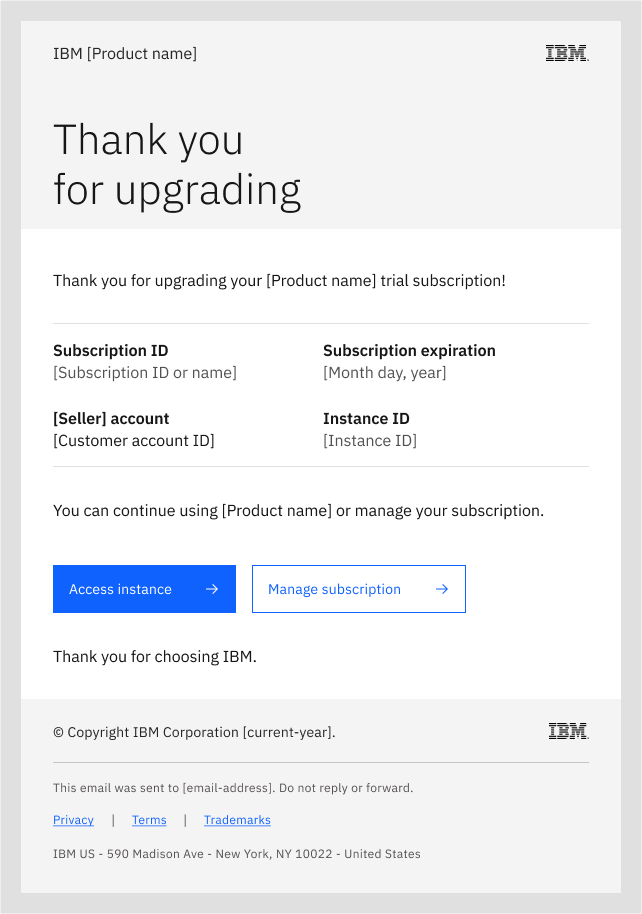 IBM [Product name]
IBM
Thank you
for upgrading
Thank you for upgrading your [Product name] trial subscription!
Subscription ID
[Subscription ID or name]
Subscription expiration
[Month day, year]
[Seller] account
[Customer account ID]
Instance ID
[Instance ID]
You can continue using [Product name] or manage your subscription.
Access instance →
Manage subscription →
Thank you for choosing IBM.
© Copyright IBM Corporation [current-year].
IBM
This email was sent to [email-address]. Do not reply or forward.
Privacy | Terms | Trademarks
IBM US - 590 Madison Ave - New York, NY 10022 - United States